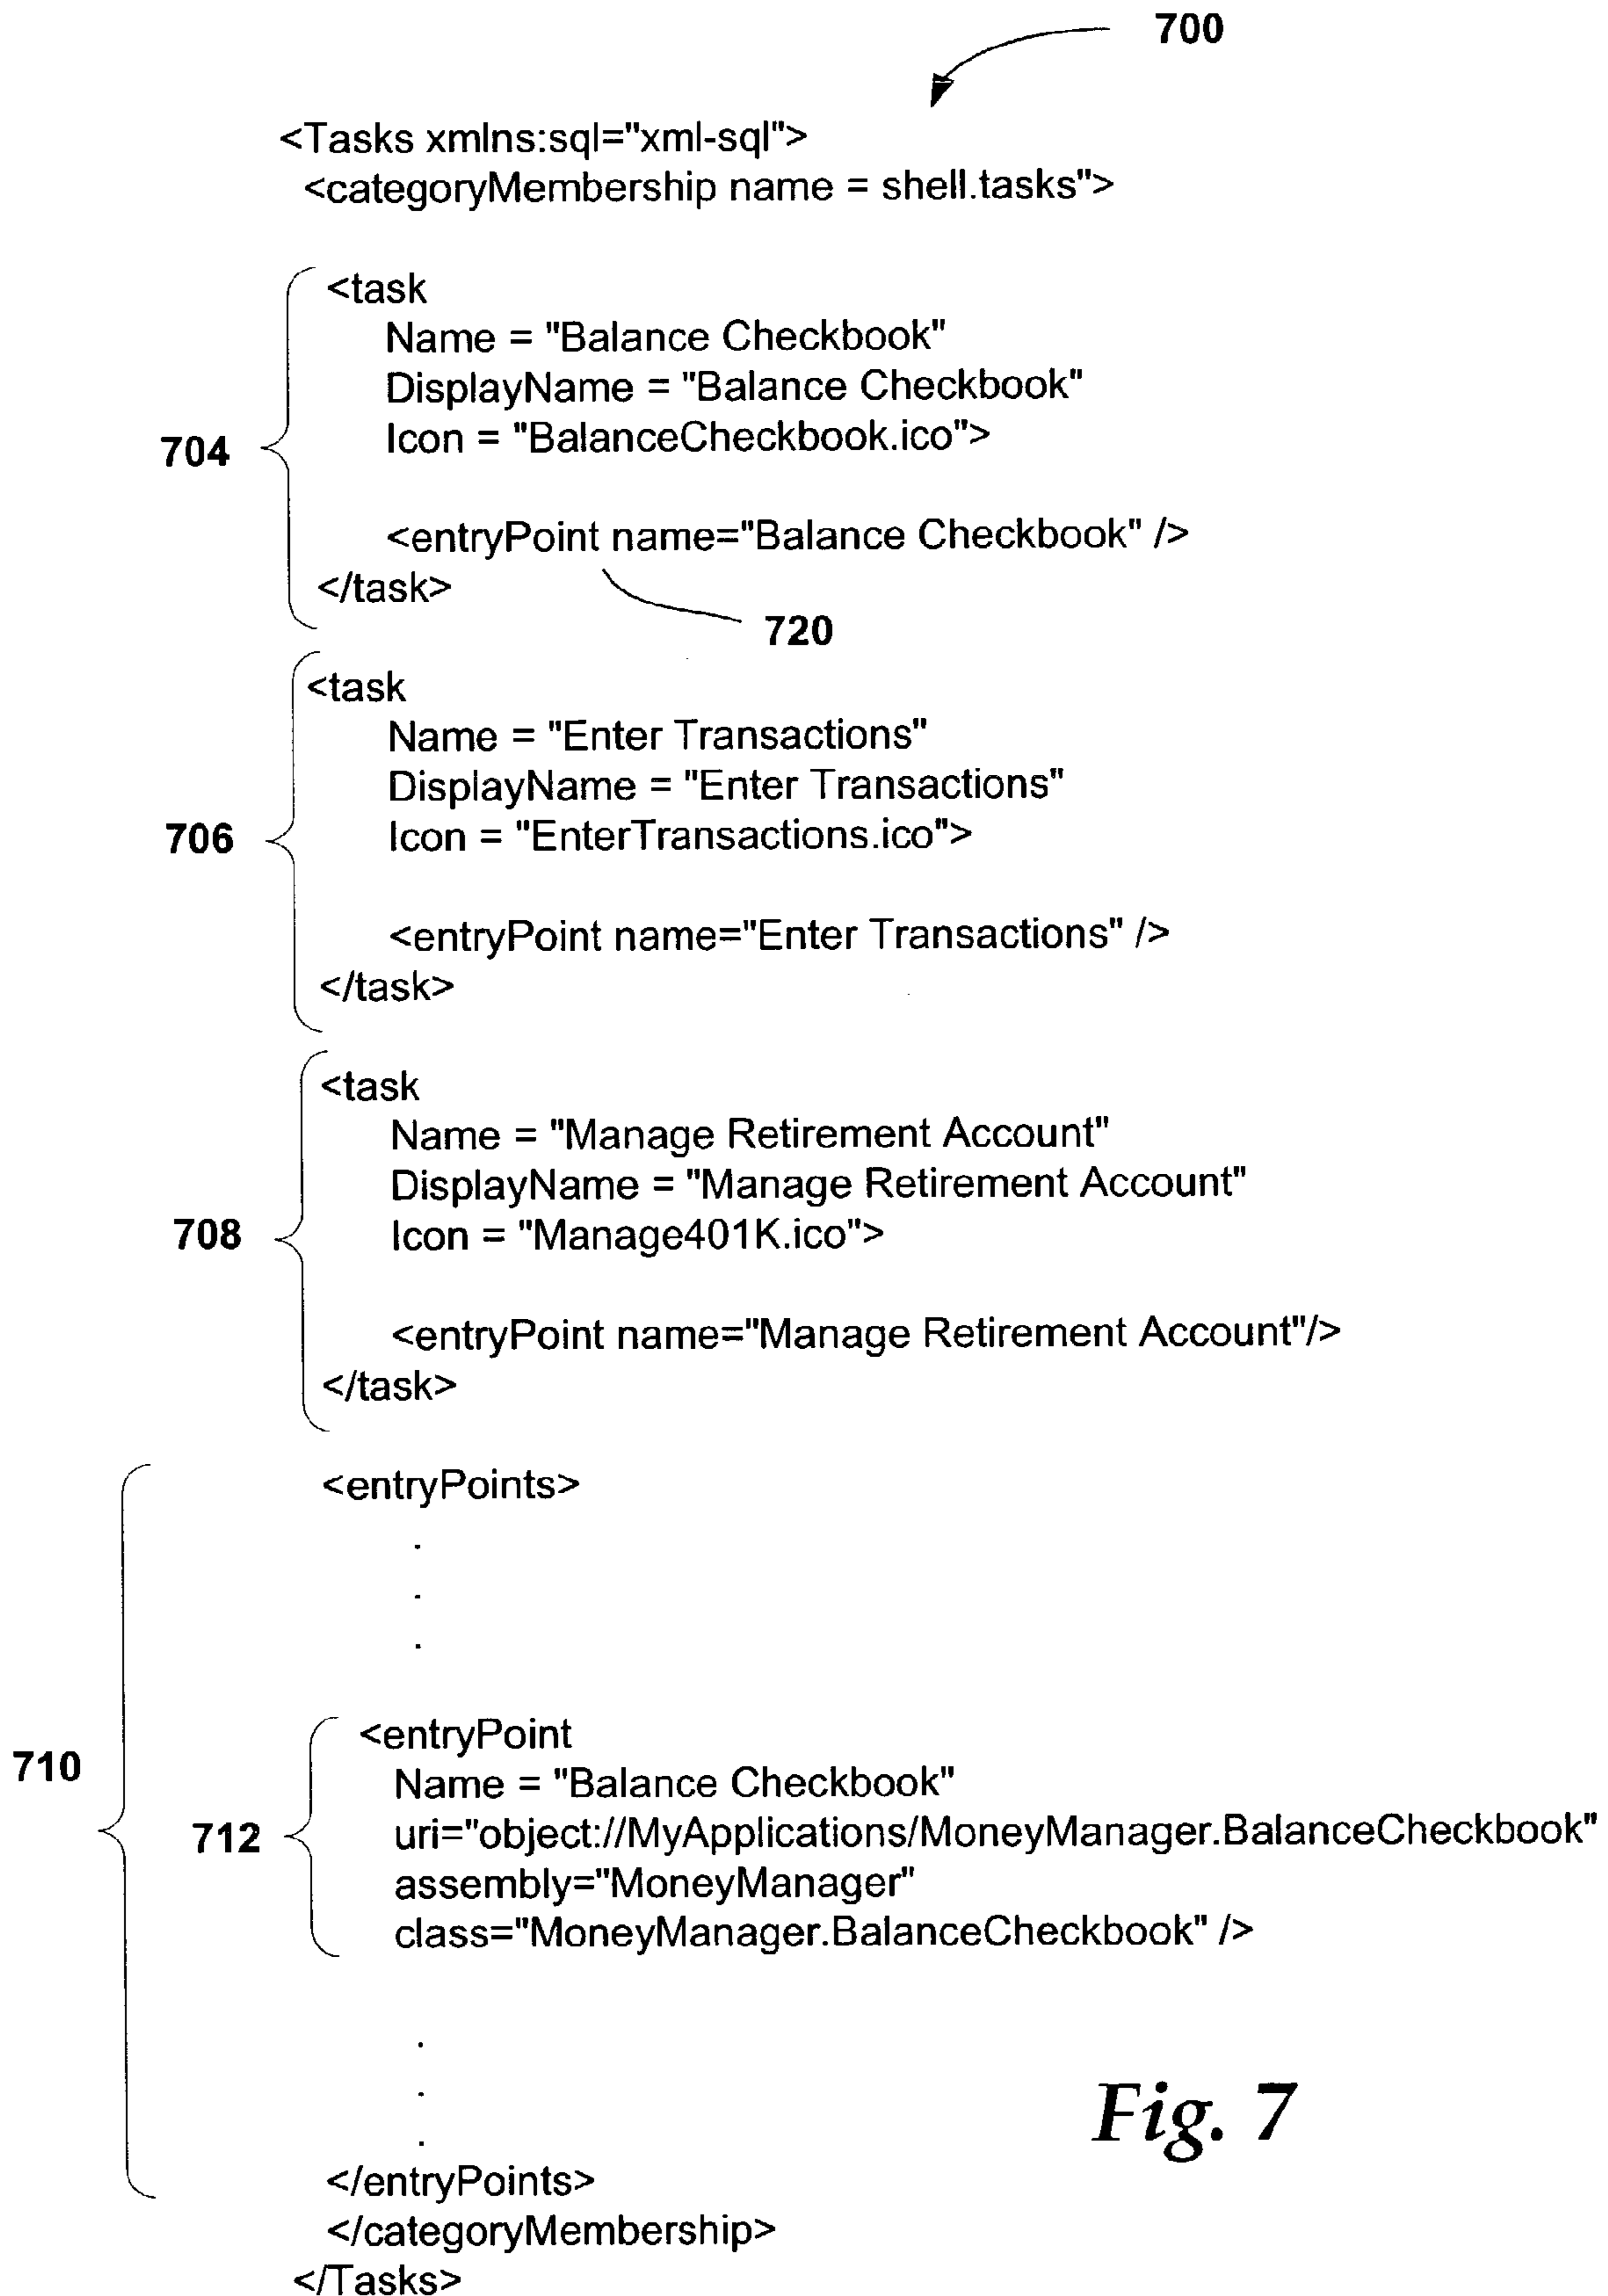 700
<Tasks xmlns:sql="xml-sql">
<categoryMembership name = shell.tasks">
<task
Name = "Balance Checkbook"
DisplayName = "Balance Checkbook"
704
Icon = "BalanceCheckbook.ico">
<entryPoint name="Balance Checkbook" />
</task>
720
<task
Name = "Enter Transactions"
DisplayName = "Enter Transactions"
706
Icon = "EnterTransactions.ico">
<entryPoint name="Enter Transactions" />
</task>
<task
Name = "Manage Retirement Account"
DisplayName = "Manage Retirement Account"
708
Icon = "Manage401K.ico">
<entryPoint name="Manage Retirement Account"/>
</task>
<entryPoints>
.
.
.
710
<entryPoint
Name = "Balance Checkbook"
712
uri="object://MyApplications/MoneyManager.BalanceCheckbook"
assembly="MoneyManager"
class="MoneyManager.BalanceCheckbook" />
.
.
.
</entryPoints>
</categoryMembership>
</Tasks>
Fig. 7